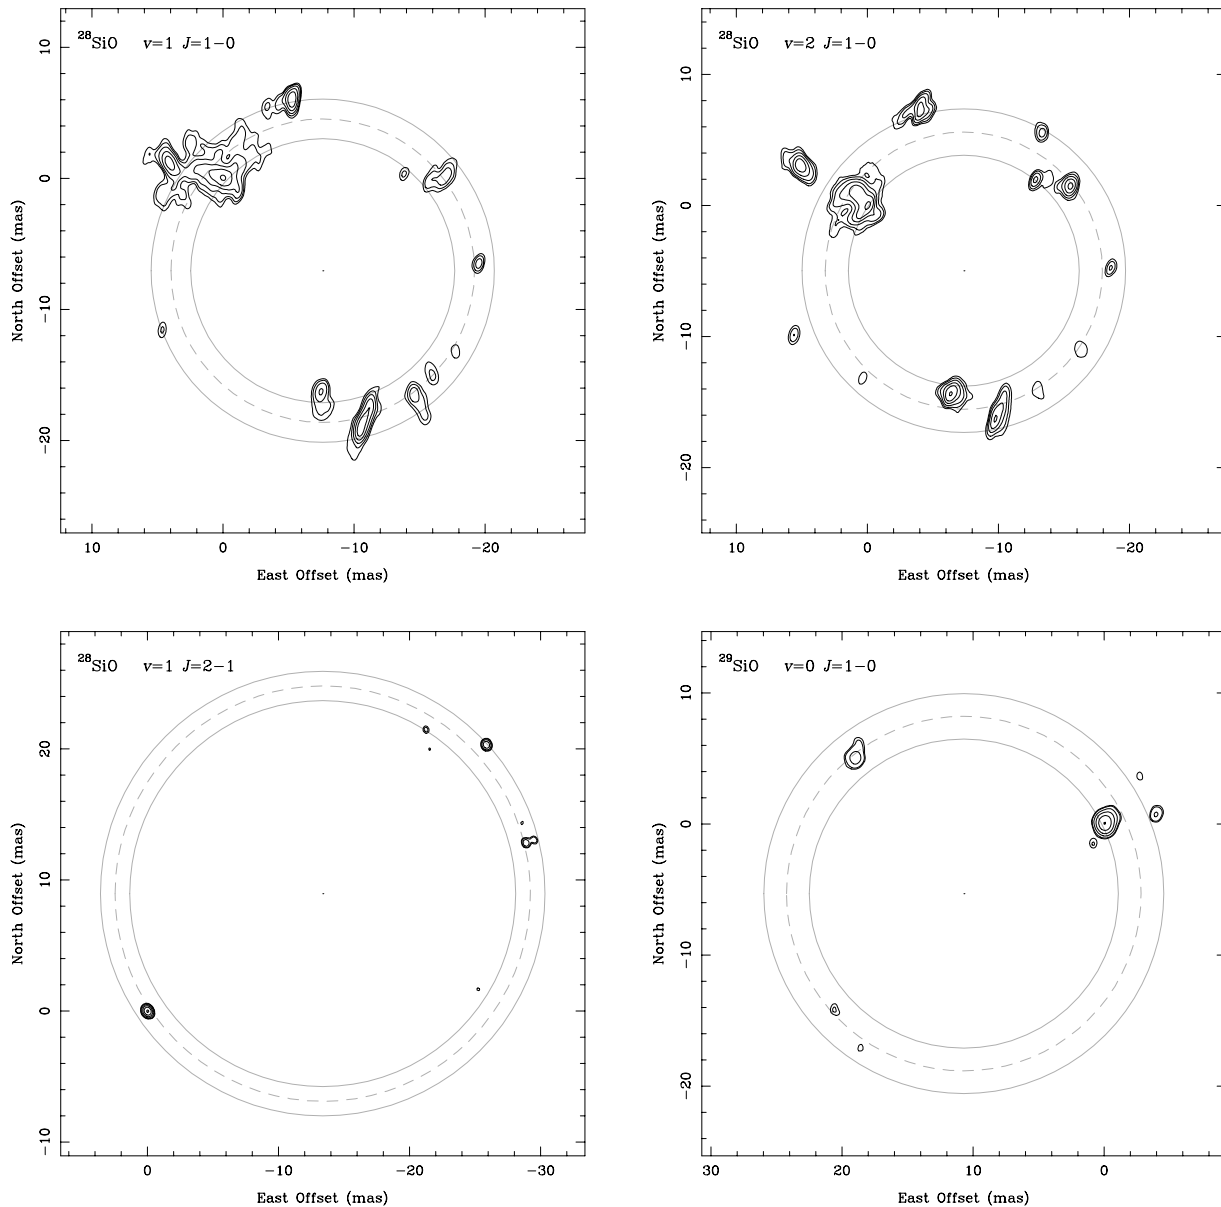 28SiO v=1 J=1−0
10
0
−10
−20
North Offset (mas)
10 0 −10 −20
East Offset (mas)
28SiO v=2 J=1−0
10
0
−10
−20
North Offset (mas)
10 0 −10 −20
East Offset (mas)
28SiO v=1 J=2−1
20
10
0
−10
North Offset (mas)
0 −10 −20 −30
East Offset (mas)
29SiO v=0 J=1−0
10
0
−10
−20
North Offset (mas)
30 20 10 0
East Offset (mas)